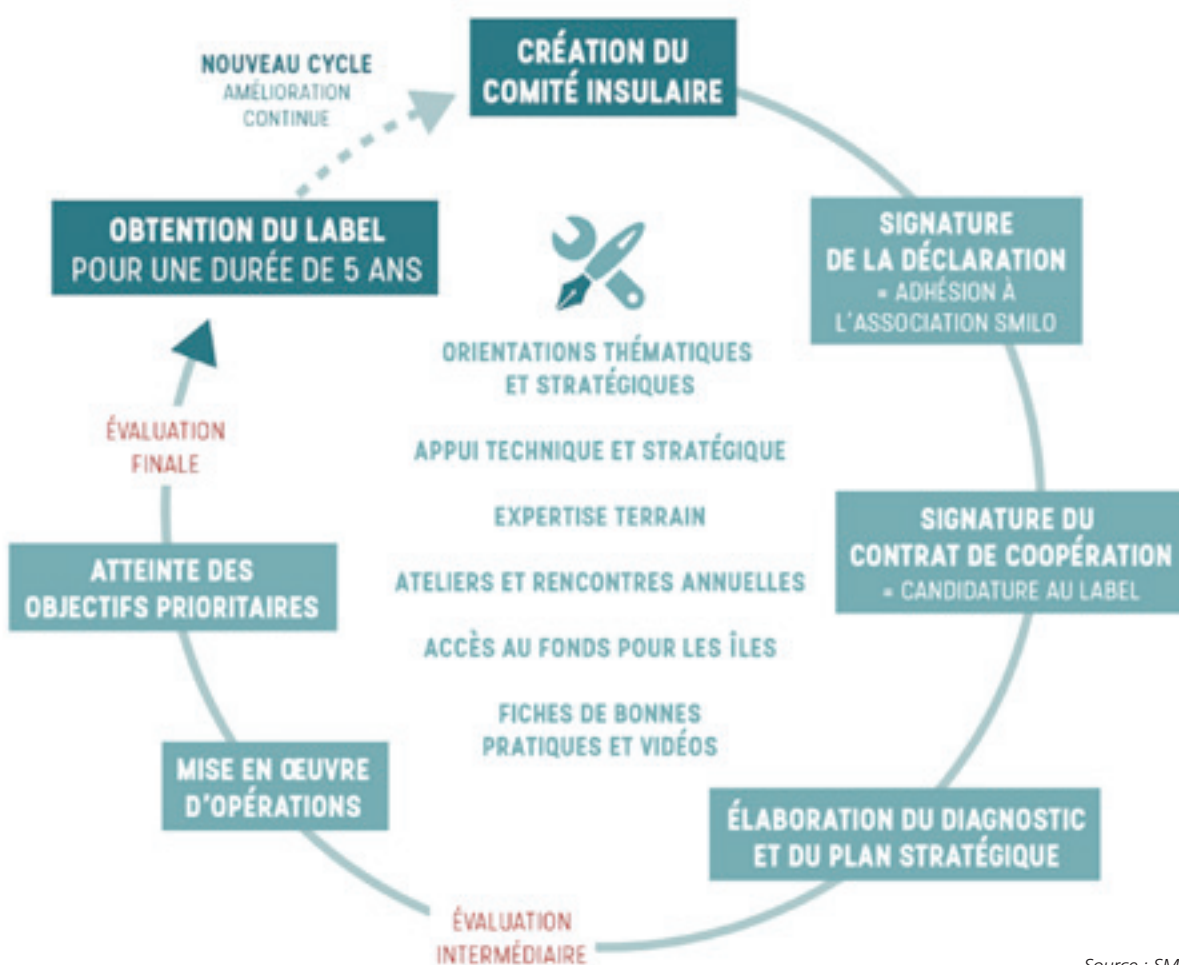 CRÉATION DU
COMITÉ INSULAIRE
NOUVEAU CYCLE
AMÉLIORATION
CONTINUE
OBTENTION DU LABEL
POUR UNE DURÉE DE 5 ANS
SIGNATURE
DE LA DÉCLARATION
= ADHÉSION À
L'ASSOCIATION SMILO
ORIENTATIONS THÉMATIQUES
ET STRATÉGIQUES
ÉVALUATION
FINALE
APPUI TECHNIQUE ET STRATÉGIQUE
EXPERTISE TERRAIN
SIGNATURE DU
CONTRAT DE COOPÉRATION
= CANDIDATURE AU LABEL
ATTEINTE DES
OBJECTIFS PRIORITAIRES
ATELIERS ET RENCONTRES ANNUELLES
ACCÈS AU FONDS POUR LES ÎLES
FICHES DE BONNES
PRATIQUES ET VIDÉOS
MISE EN ŒUVRE
D'OPÉRATIONS
ÉLABORATION DU DIAGNOSTIC
ET DU PLAN STRATÉGIQUE
ÉVALUATION
INTERMÉDIAIRE
Source : SM